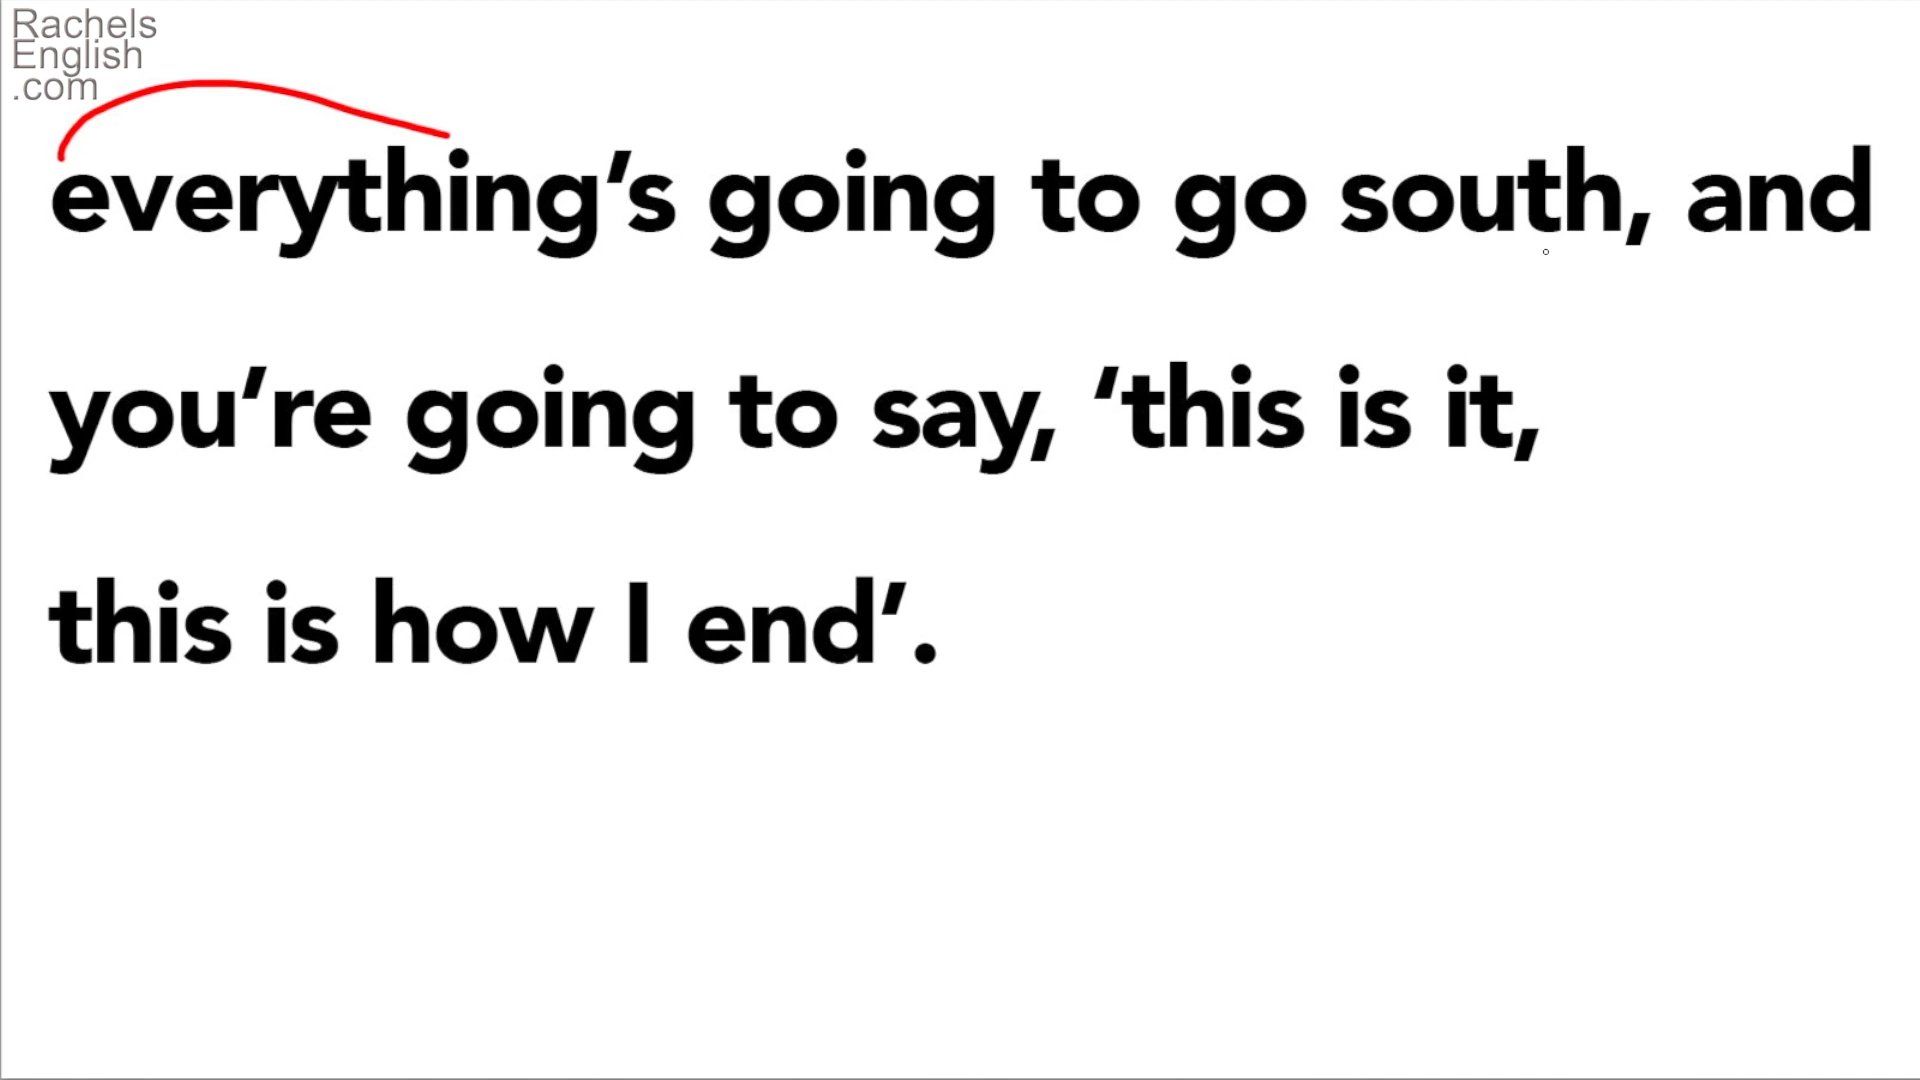 Rachels
English
.com
everything’s going to go south, and
you’re going to say, ‘this is it,
this is how I end’.